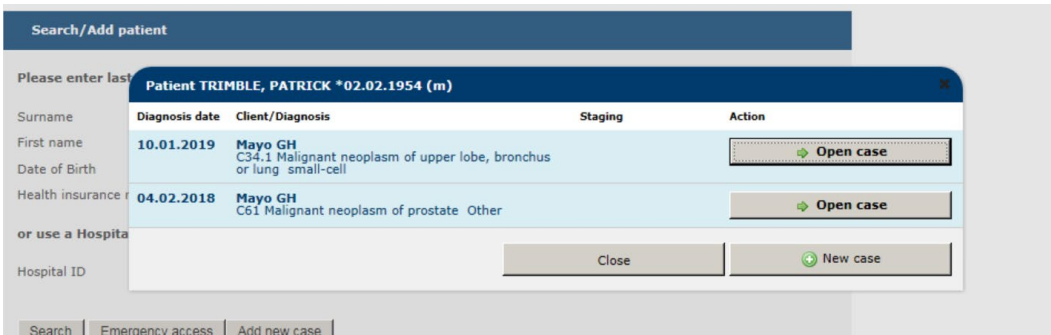 Search/Add patient
Please enter last
Patient TRIMBLE, PATRICK *02.02.1954 (m)
Surname
Diagnosis date Client/Diagnosis Staging Action
First name
10.01.2019 Mayo GH Open case
C34.1 Malignant neoplasm of upper lobe, bronchus
or lung small-cell
Date of Birth
Health insurance
04.02.2018 Mayo GH Open case
C61 Malignant neoplasm of prostate Other
or use a Hospita
Close New case
Hospital ID
Search Emergency access Add new case